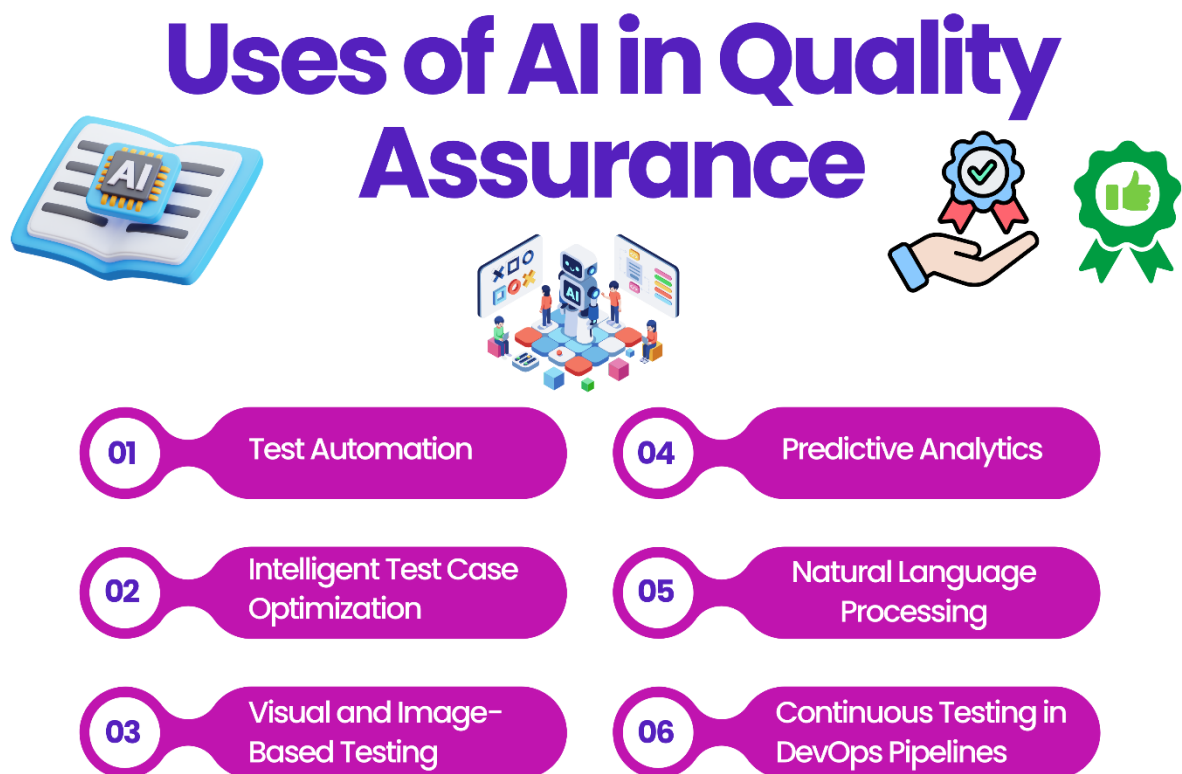 Uses of AI in Quality
Assurance
AI
AI
01
Test Automation
02
Intelligent Test Case
Optimization
03
Visual and Image-
Based Testing
04
Predictive Analytics
05
Natural Language
Processing
06
Continuous Testing in
DevOps Pipelines